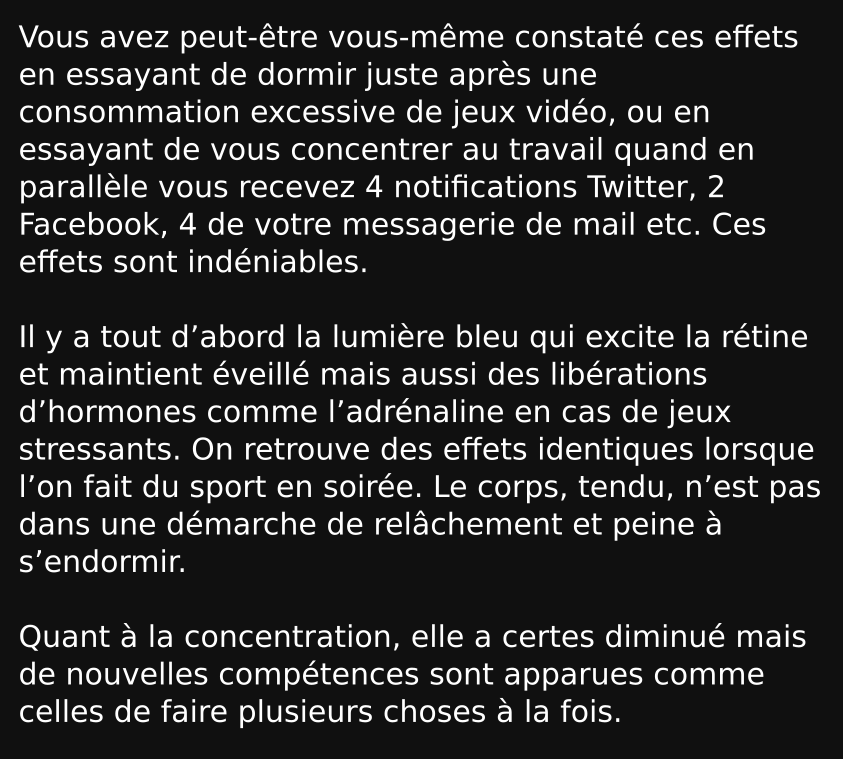 Vous avez peut-être vous-même constaté ces effets
en essayant de dormir juste après une
consommation excessive de jeux vidéo, ou en
essayant de vous concentrer au travail quand en
parallèle vous recevez 4 notifications Twitter, 2
Facebook, 4 de votre messagerie de mail etc. Ces
effets sont indéniables.
Il y a tout d’abord la lumière bleu qui excite la rétine
et maintient éveillé mais aussi des libérations
d’hormones comme l’adrénaline en cas de jeux
stressants. On retrouve des effets identiques lorsque
l’on fait du sport en soirée. Le corps, tendu, n’est pas
dans une démarche de relâchement et peine à
s’endormir.
Quant à la concentration, elle a certes diminué mais
de nouvelles compétences sont apparues comme
celles de faire plusieurs choses à la fois.